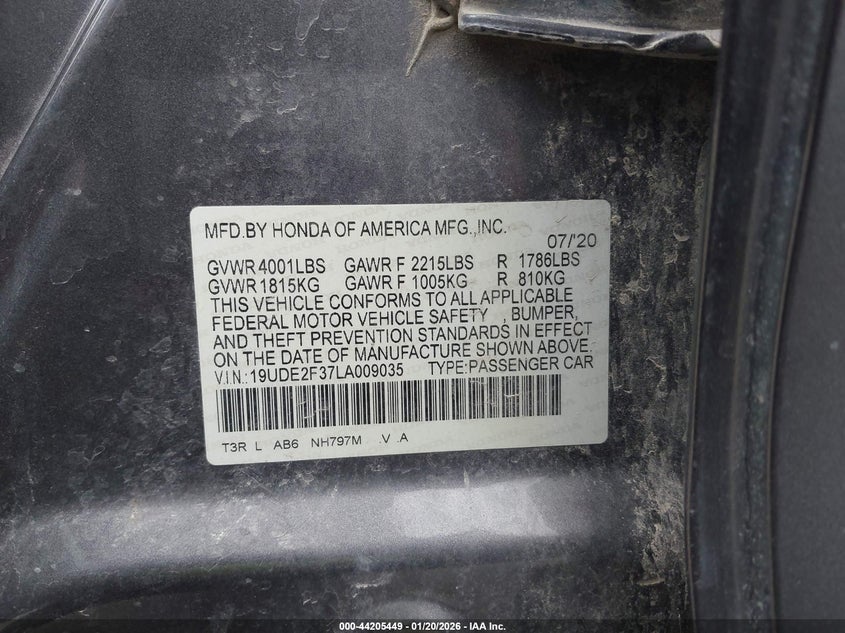 MFD.BY HONDA OF AMERICA MFG.,INC.
07/'20
GVWR 4001LBS GAWR F 2215LBS R 1786LBS
GVWR 1815KG GAWR F 1005KG R 810KG
THIS VEHICLE CONFORMS TO ALL APPLICABLE
FEDERAL MOTOR VEHICLE SAFETY , BUMPER,
AND THEFT PREVENTION STANDARDS IN EFFECT
ON THE DATE OF MANUFACTURE SHOWN ABOVE.
V.I.N.:19UDE2F37LA009035 TYPE:PASSENGER CAR
T3R L AB6 NH797M .V .A
000-44205449 - 01/20/2026 - IAA Inc.